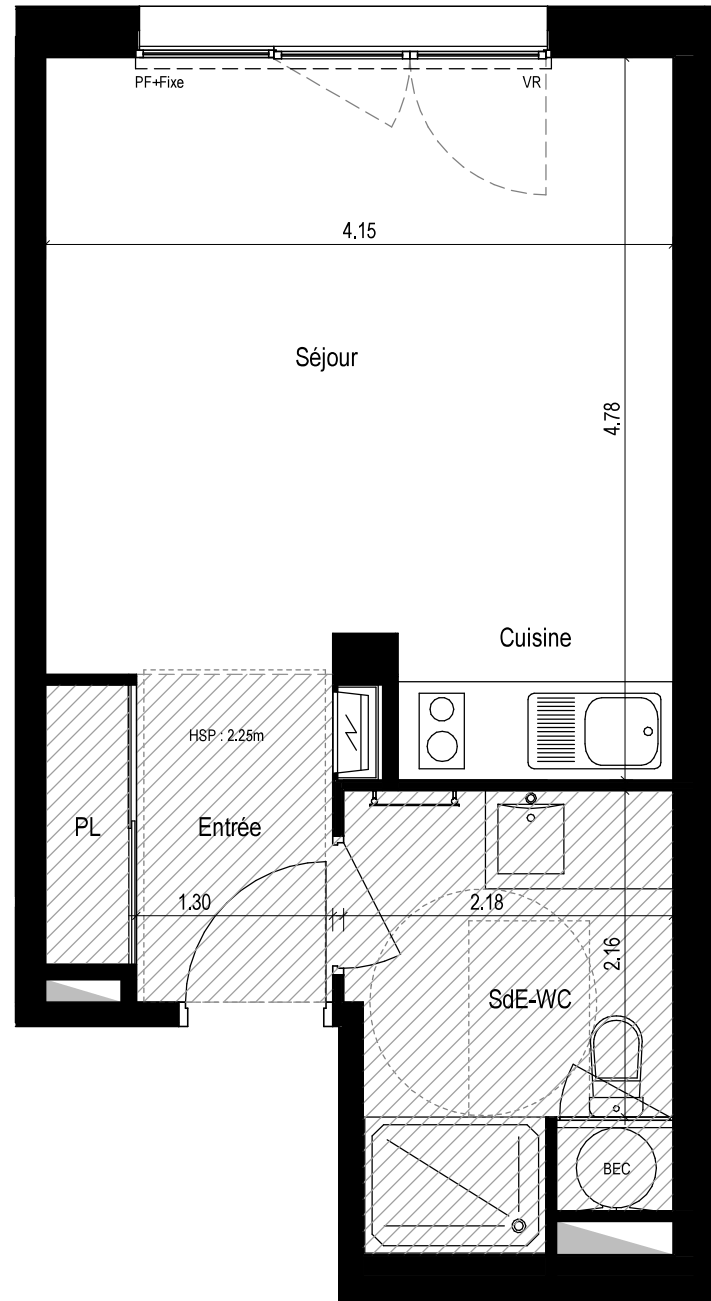 PF+Fixe
VR
4.15
Séjour
4.78
Cuisine
HSP : 2.25m
PL
Entrée
1.30
2.18
2.16
SdE-WC
BEC